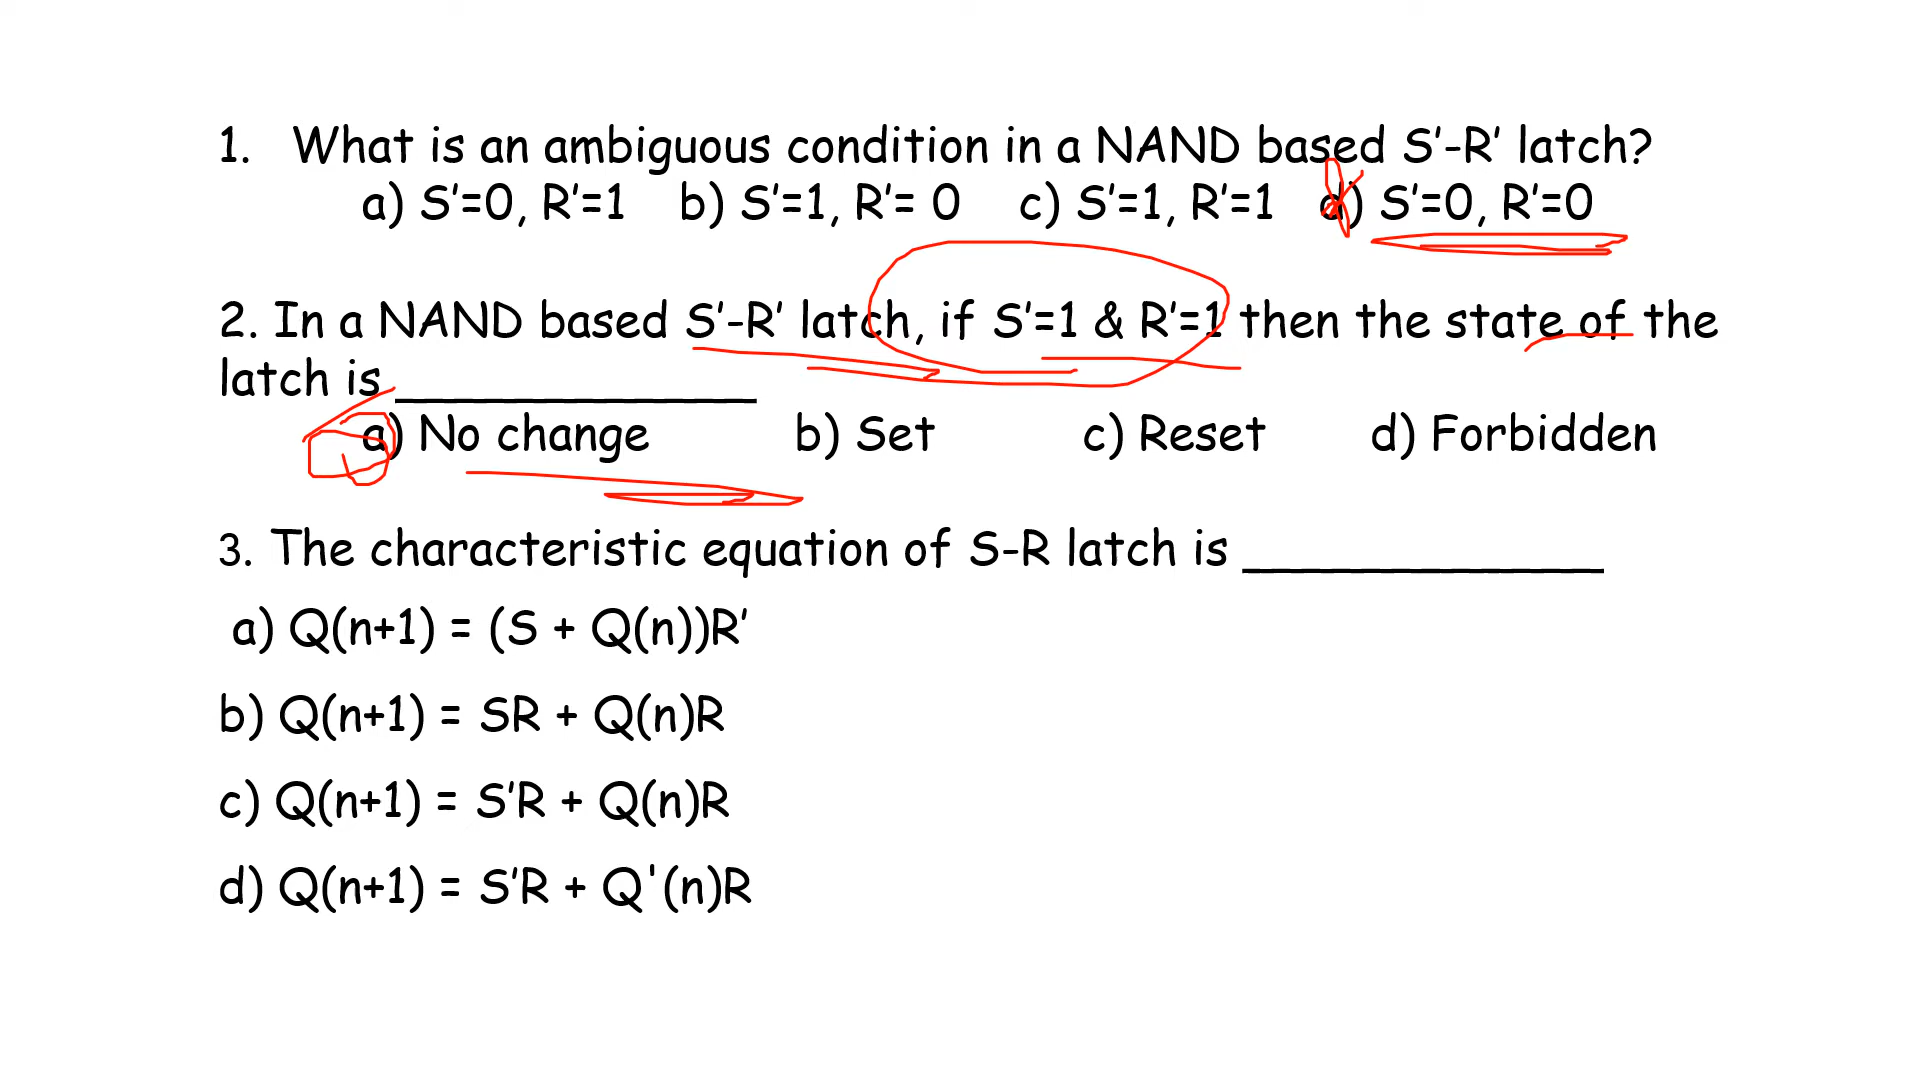 1. What is an ambiguous condition in a NAND based S'-R' latch?
a) S'=0, R'=1 b) S'=1, R'= 0 c) S'=1, R'=1 d) S'=0, R'=0
2. In a NAND based S'-R' latch, if S'=1 & R'=1 then the state of the
latch is ______________
a) No change b) Set c) Reset d) Forbidden
3. The characteristic equation of S-R latch is ______________
a) Q(n+1) = (S + Q(n))R'
b) Q(n+1) = SR + Q(n)R
c) Q(n+1) = S'R + Q(n)R
d) Q(n+1) = S'R + Q'(n)R